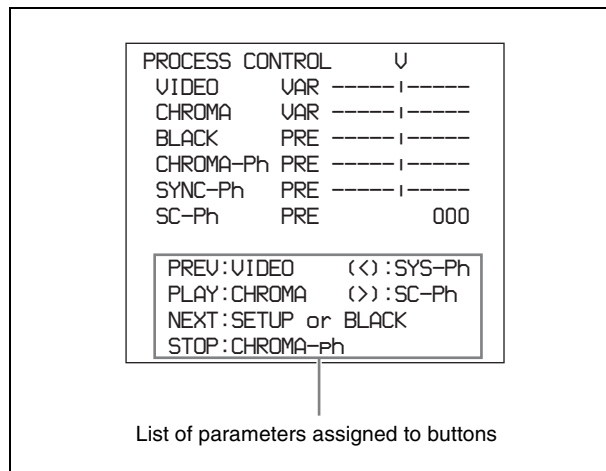 PROCESS CONTROL V
VIDEO VAR -----ı-----
CHROMA VAR -----ı-----
BLACK PRE -----ı-----
CHROMA-Ph PRE -----ı-----
SYNC-Ph PRE -----ı-----
SC-Ph PRE 000
PREV:VIDEO (<):SYS-Ph
PLAY:CHROMA (>):SC-Ph
NEXT:SETUP or BLACK
STOP:CHROMA-ph
List of parameters assigned to buttons